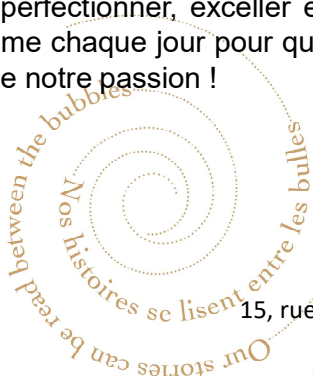 perfectionner, exceller e
me chaque jour pour qu
e notre passion !
Our stories can be read between the bubbles
Nos histoires se lisent entre les bulles
15, rue